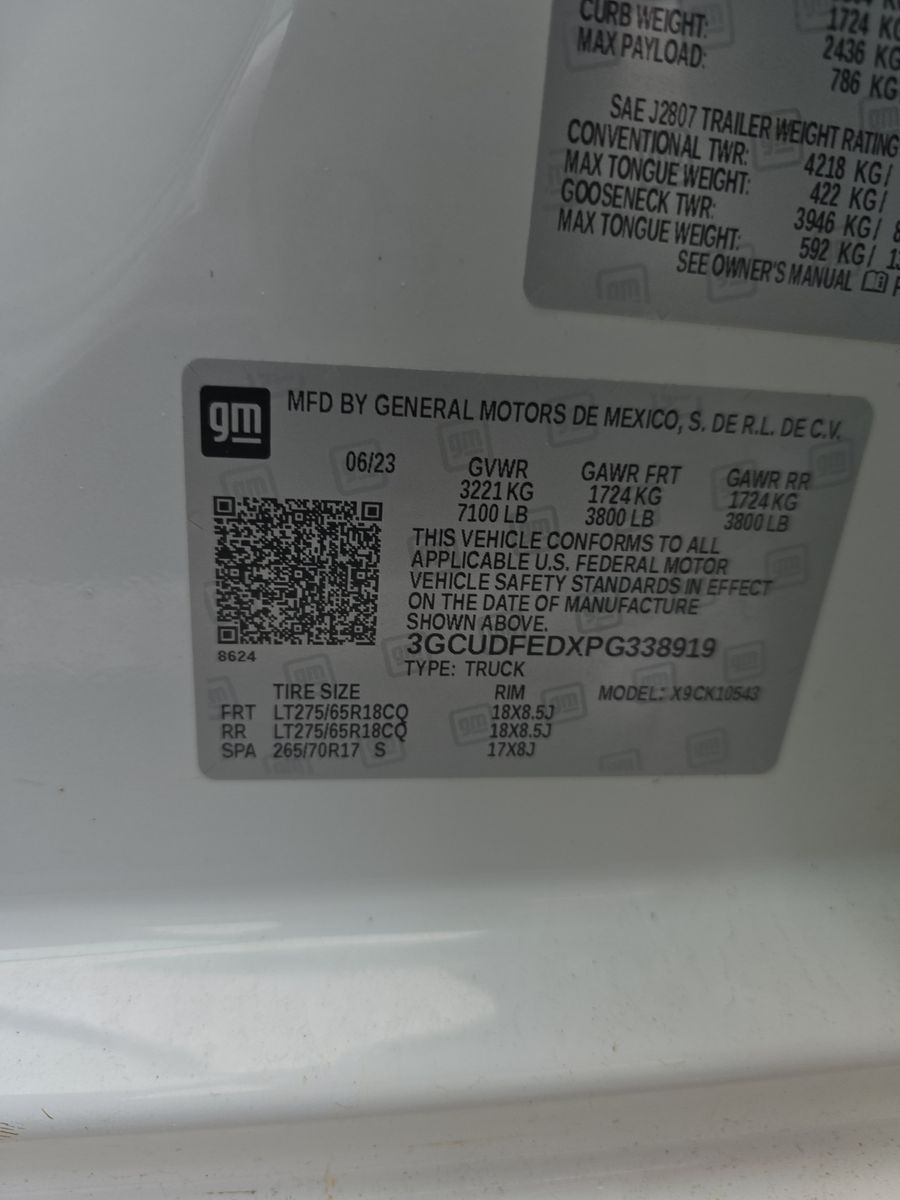 CURB WEIGHT: 1724 KG
MAX PAYLOAD: 2436 KG
786 KG
SAE J2807 TRAILER WEIGHT RATING
CONVENTIONAL TWR: 4218 KG/
MAX TONGUE WEIGHT: 422 KG/
GOOSENECK TWR: 3946 KG/
MAX TONGUE WEIGHT: 592 KG/
SEE OWNER'S MANUAL
gm
MFD BY GENERAL MOTORS DE MEXICO, S. DE R.L. DE C.V.
06/23 GVWR GAWR FRT GAWR RR
3221 KG 1724 KG 1724 KG
7100 LB 3800 LB 3800 LB
THIS VEHICLE CONFORMS TO ALL
APPLICABLE U.S. FEDERAL MOTOR
VEHICLE SAFETY STANDARDS IN EFFECT
ON THE DATE OF MANUFACTURE
SHOWN ABOVE.
3GCUDFEDXPG338919
8624
TYPE: TRUCK
TIRE SIZE RIM MODEL: X9CK10543
FRT LT275/65R18CQ 18X8.5J
RR LT275/65R18CQ 18X8.5J
SPA 265/70R17 S 17X8J